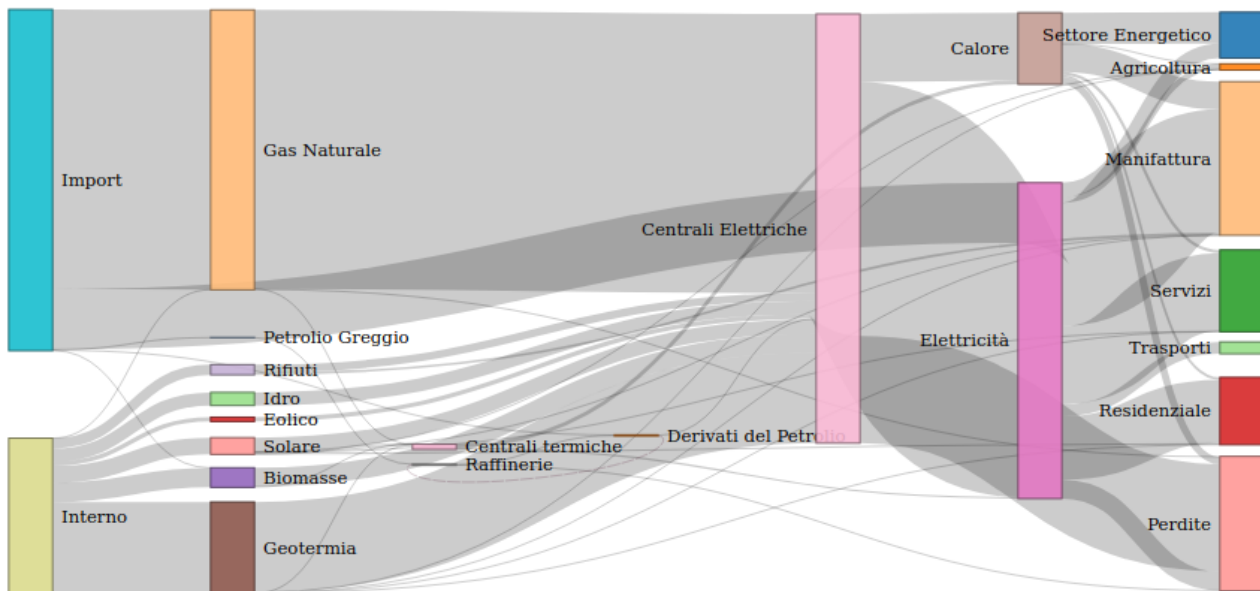 Import
Interno
Gas Naturale
Petrolio Greggio
Rifiuti
Idro
Eolico
Solare
Biomasse
Geotermia
Centrali termiche
Raffinerie
Derivati del Petrolio
Centrali Elettriche
Calore
Elettricità
Settore Energetico
Agricoltura
Manifattura
Servizi
Trasporti
Residenziale
Perdite